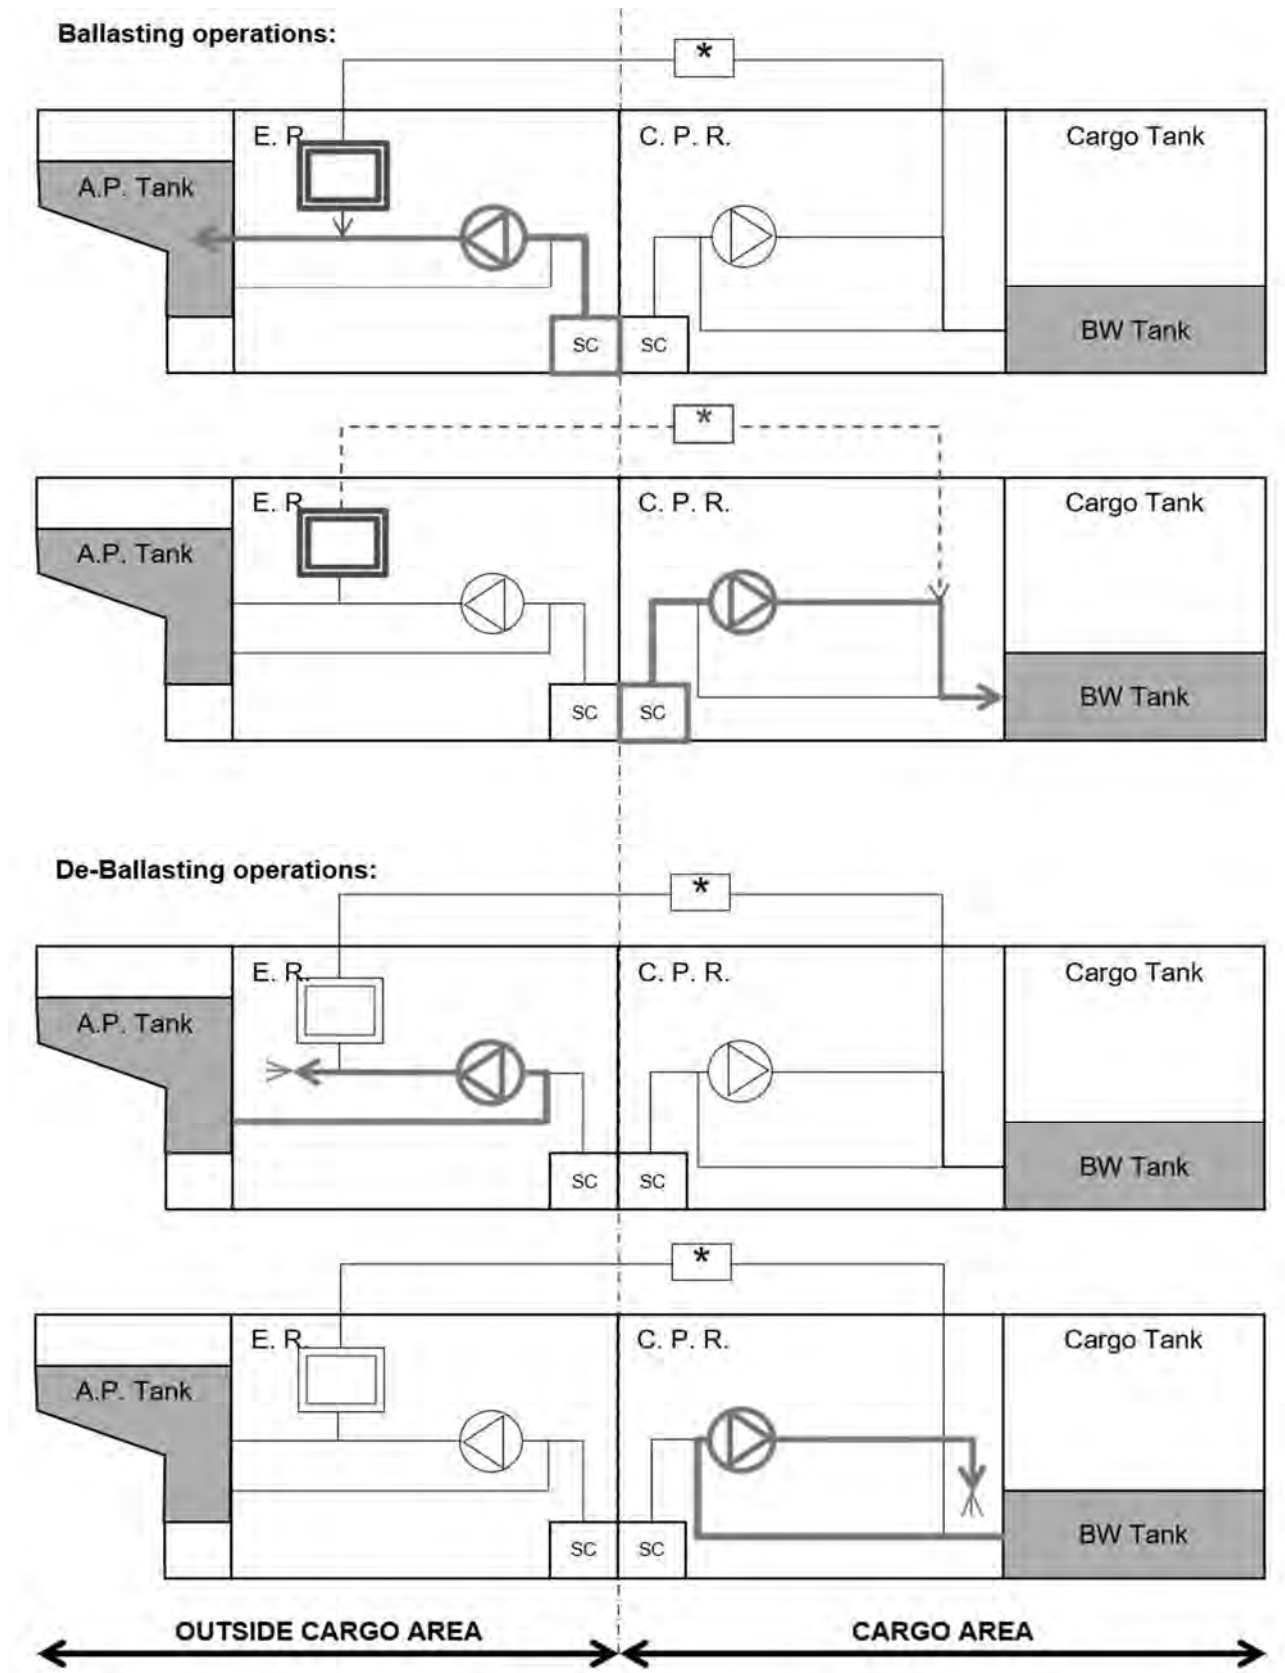 Ballasting operations:
*
E. R.
C. P. R.
Cargo Tank
A.P. Tank
SC
SC
BW Tank
*
E. R.
C. P. R.
Cargo Tank
A.P. Tank
SC
SC
BW Tank
De-Ballasting operations:
*
E. R.
C. P. R.
Cargo Tank
A.P. Tank
SC
SC
BW Tank
*
E. R.
C. P. R.
Cargo Tank
A.P. Tank
SC
SC
BW Tank
OUTSIDE CARGO AREA
CARGO AREA